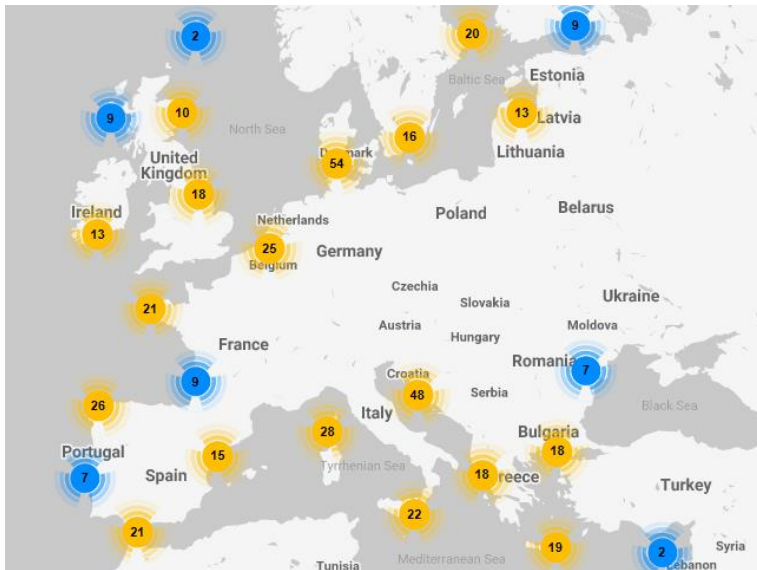 2
20
9
Baltic Sea
Estonia
9
10
North Sea
13
Latvia
16
Lithuania
United
Kingdom
54
18
Ireland
Netherlands
Poland
Belarus
13
25
Germany
Belgium
Czechia
Slovakia
Ukraine
21
Austria
Hungary
Moldova
France
Romania
7
9
Croatia
48
Serbia
26
Italy
Black Sea
28
Bulgaria
Portugal
15
18
Spain
Tyrrhenian Sea
7
18
Turkey
22
21
19
2
Syria
Tunisia
Mediterranean Sea